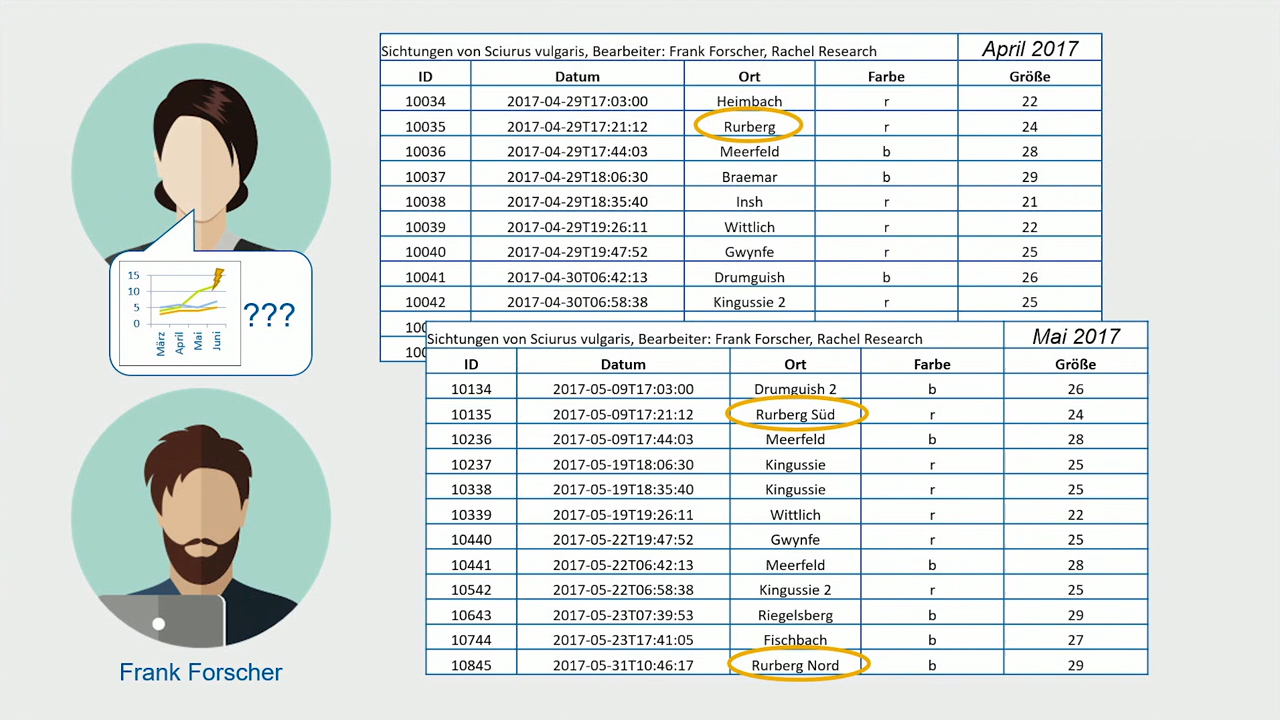 Sichtungen von Sciurus vulgaris, Bearbeiter: Frank Forscher, Rachel Research April 2017
ID Datum Ort Farbe Größe
10034 2017-04-29T17:03:00 Heimbach r 22
10035 2017-04-29T17:21:12 Rurberg r 24
10036 2017-04-29T17:44:03 Meerfeld b 28
10037 2017-04-29T18:06:30 Braemar b 29
10038 2017-04-29T18:35:40 Insh r 21
10039 2017-04-29T19:26:11 Wittlich r 22
10040 2017-04-29T19:47:52 Gwynfe r 25
10041 2017-04-30T06:42:13 Drumguish b 26
10042 2017-04-30T06:58:38 Kingussie 2 r 25
Sichtungen von Sciurus vulgaris, Bearbeiter: Frank Forscher, Rachel Research Mai 2017
ID Datum Ort Farbe Größe
10134 2017-05-09T17:03:00 Drumguish 2 b 26
10135 2017-05-09T17:21:12 Rurberg Süd r 24
10236 2017-05-09T17:44:03 Meerfeld b 28
10237 2017-05-19T18:06:30 Kingussie r 25
10338 2017-05-19T18:35:40 Kingussie r 25
10339 2017-05-19T19:26:11 Wittlich r 22
10440 2017-05-22T19:47:52 Gwynfe r 25
10441 2017-05-22T06:42:13 Meerfeld b 28
10542 2017-05-22T06:58:38 Kingussie 2 r 25
10643 2017-05-23T07:39:53 Riegelsberg b 29
10744 2017-05-23T17:41:05 Fischbach b 27
10845 2017-05-31T10:46:17 Rurberg Nord b 29
15
10
5
0
März
April
Mai
Juni
???
Frank Forscher